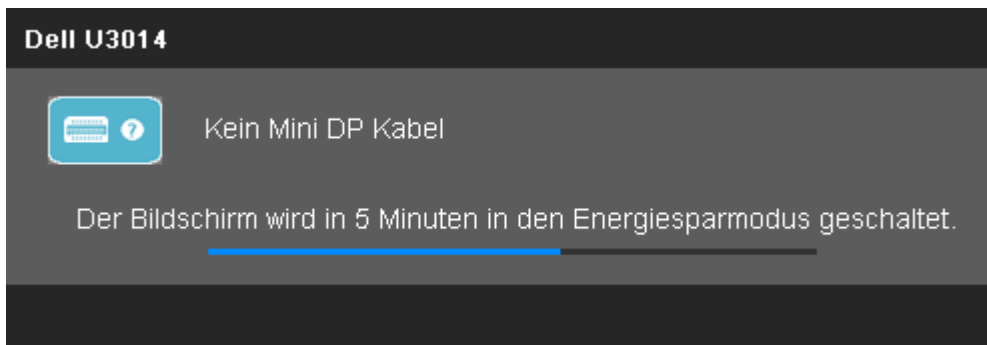 Dell U3014
?
Kein Mini DP Kabel
Der Bildschirm wird in 5 Minuten in den Energiesparmodus geschaltet.